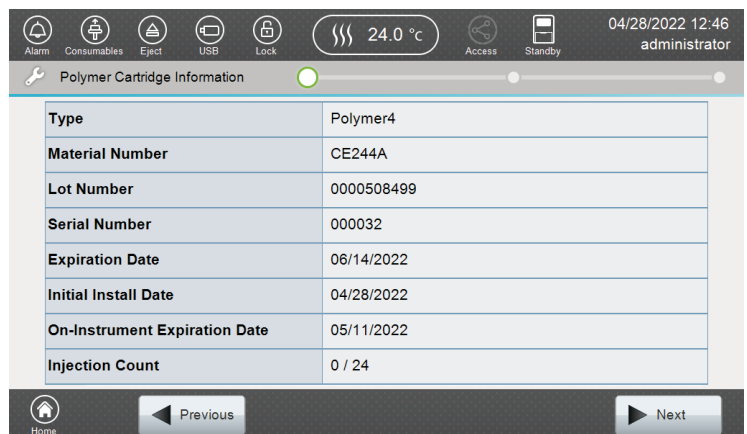 Alarm Consumables Eject USB Lock 24.0 °c Access Standby 04/28/2022 12:46
administrator
Polymer Cartridge Information
Type Polymer4
Material Number CE244A
Lot Number 0000508499
Serial Number 000032
Expiration Date 06/14/2022
Initial Install Date 04/28/2022
On-Instrument Expiration Date 05/11/2022
Injection Count 0 / 24
Home Previous Next